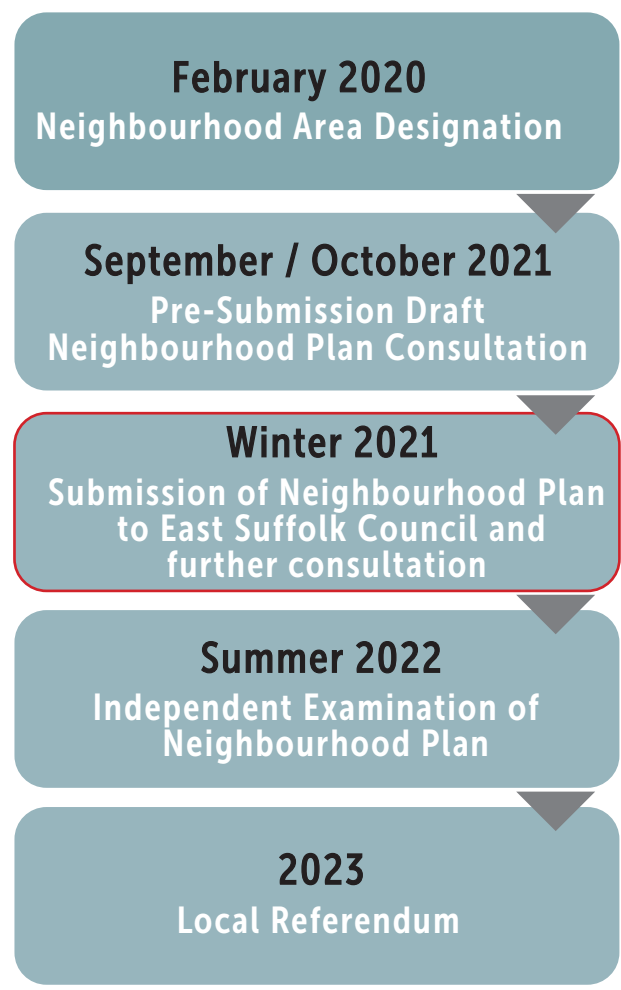 February 2020
Neighbourhood Area Designation
September / October 2021
Pre-Submission Draft
Neighbourhood Plan Consultation
Winter 2021
Submission of Neighbourhood Plan
to East Suffolk Council and
further consultation
Summer 2022
Independent Examination of
Neighbourhood Plan
2023
Local Referendum